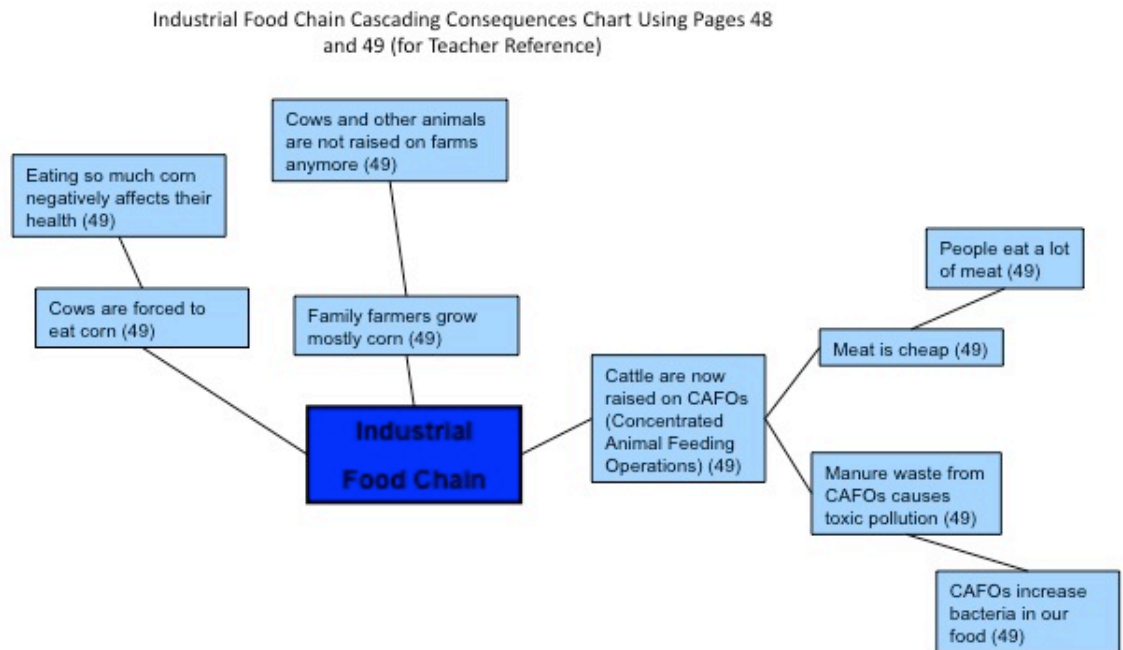 Industrial Food Chain Cascading Consequences Chart Using Pages 48
and 49 (for Teacher Reference)
Cows and other animals
are not raised on farms
anymore (49)
Eating so much corn
negatively affects their
health (49)
People eat a lot
of meat (49)
Cows are forced to
eat corn (49)
Family farmers grow
mostly corn (49)
Meat is cheap (49)
Cattle are now
raised on CAFOs
(Concentrated
Animal Feeding
Operations) (49)
Industrial
Food Chain
Manure waste from
CAFOs causes
toxic pollution (49)
CAFOs increase
bacteria in our
food (49)